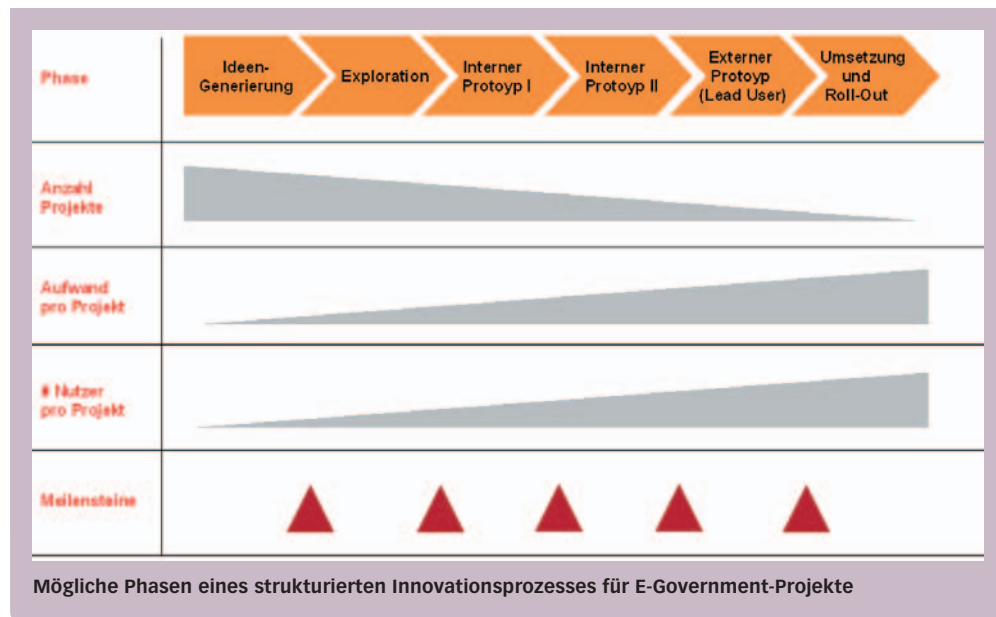 Phase
Ideen-
Generierung
Exploration
Interner
Protoyp I
Interner
Protoyp II
Externer
Protoyp
(Lead User)
Umsetzung
und
Roll-Out
Anzahl
Projekte
Aufwand
pro Projekt
# Nutzer
pro Projekt
Meilensteine
Mögliche Phasen eines strukturierten Innovationsprozesses für E-Government-Projekte